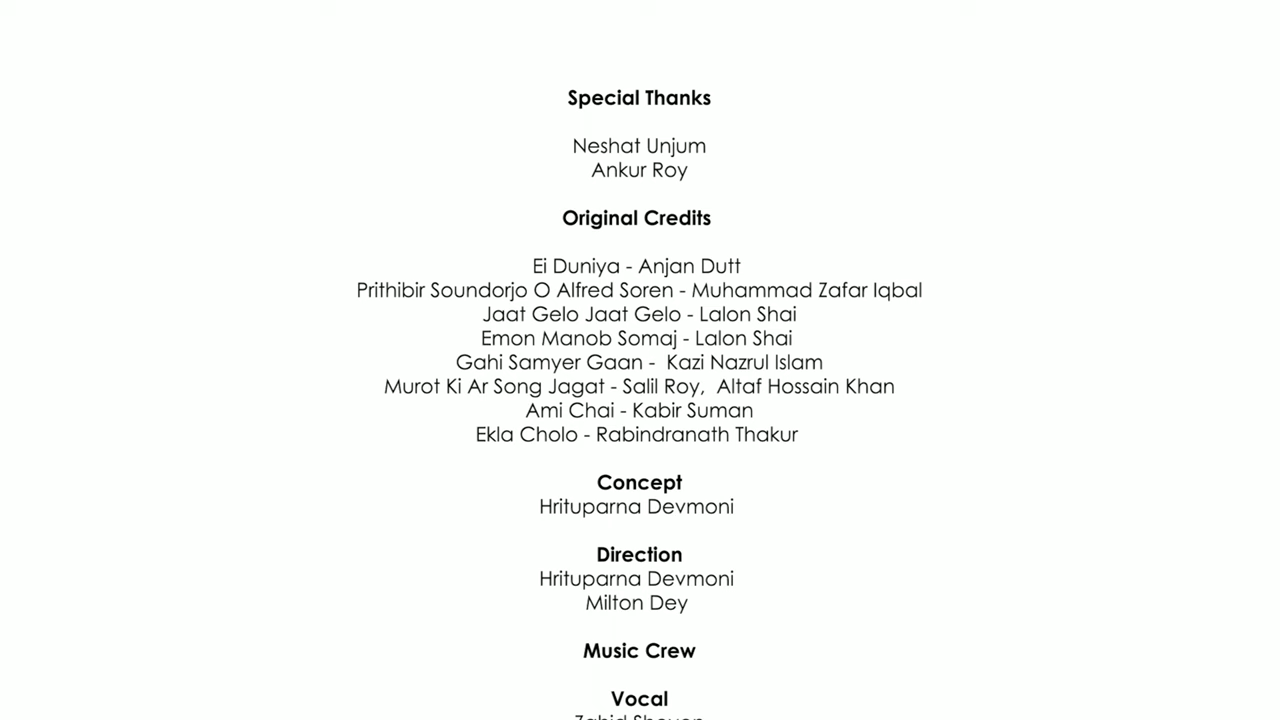 Special Thanks
Neshat Unjum
Ankur Roy
Original Credits
Ei Duniya - Anjan Dutt
Prithibir Soundorjo O Alfred Soren - Muhammad Zafar Iqbal
Jaat Gelo Jaat Gelo - Lalon Shai
Emon Manob Somaj - Lalon Shai
Gahi Samyer Gaan -  Kazi Nazrul Islam
Murot Ki Ar Song Jagat - Salil Roy,  Altaf Hossain Khan
Ami Chai - Kabir Suman
Ekla Cholo - Rabindranath Thakur
Concept
Hrituparna Devmoni
Direction
Hrituparna Devmoni
Milton Dey
Music Crew
Vocal